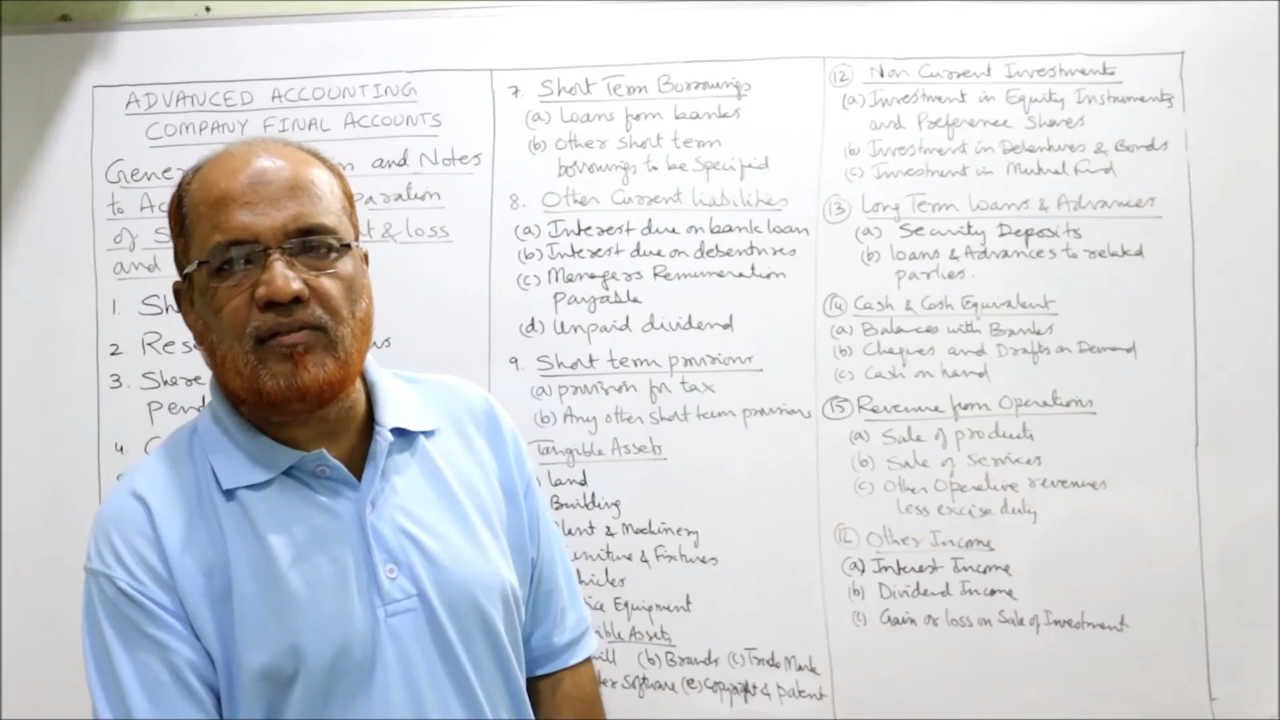 ADVANCED ACCOUNTING
COMPANY FINAL ACCOUNTS
and Notes
to
of & loss
and
1.
2.
3. Share
4.
7. Short Term Borrowings
(a) Loans from banks
(b) Other short term
borrowings to be Specified
8. Other Current Liabilities
(a) Interest due on bank loan
(b) Interest due on debentures
(c) Managers Remuneration
payable
(d) Unpaid dividend
9. Short term provisions
(a) provision for tax
(b) Any other short term provisions
Tangible Assets
land
Building
& Machinery
& Fixtures
Equipment
Assets
(b) Brands (c) Trade Mark
Software (e) Copyright & patent
12 Non Current Investments
(a) Investment in Equity Instruments
and Preference Shares
(b) Investment in Debentures & Bonds
(c) Investment in Mutual Fund
13 Long Term Loans & Advances
(a) Security Deposits
(b) loans & Advances to related
parties.
14 Cash & Cash Equivalent
(a) Balances with Banks
(b) Cheques and Drafts on Demand
(c) Cash on hand
15 Revenue from Operations
(a) Sale of products
(b) Sale of Services
(c) Other Operative revenues
less excise duty
16 Other Income
(a) Interest Income
(b) Dividend Income
(c) Gain or loss on Sale of Investment